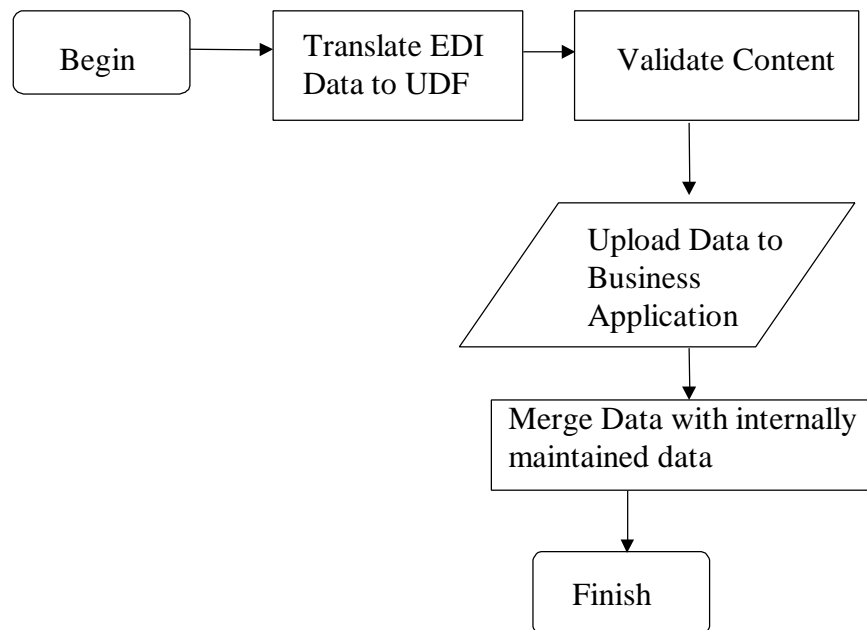 Begin
Translate EDI
Data to UDF
Validate Content
Upload Data to
Business
Application
Merge Data with internally
maintained data
Finish